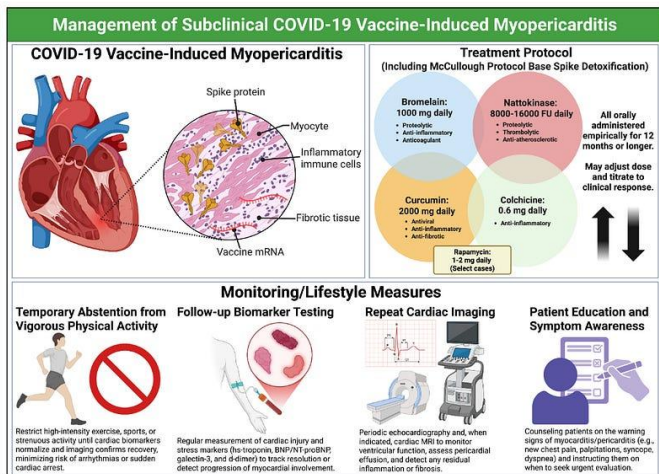 Management of Subclinical COVID-19 Vaccine-Induced Myopericarditis
COVID-19 Vaccine-Induced Myopericarditis
Spike protein
Myocyte
Inflammatory
immune cells
Fibrotic tissue
Vaccine mRNA
Treatment Protocol
(Including McCullough Protocol Base Spike Detoxification)
Bromelain:
1000 mg daily
• Proteolytic
• Anti-inflammatory
• Anticoagulant
Nattokinase:
8000-16000 FU daily
• Proteolytic
• Thrombolytic
• Anti-atherosclerotic
Curcumin:
2000 mg daily
• Antiviral
• Anti-inflammatory
• Anti-fibrotic
Colchicine:
0.6 mg daily
• Anti-inflammatory
Rapamycin:
1-2 mg daily
(Select cases)
All orally
administered
empirically for 12
months or longer.
May adjust dose
and titrate to
clinical response.
Monitoring/Lifestyle Measures
Temporary Abstention from
Vigorous Physical Activity
Restrict high-intensity exercise, sports, or
strenuous activity until cardiac biomarkers
normalize and imaging confirms recovery,
minimizing risk of arrhythmias or sudden
cardiac arrest.
Follow-up Biomarker Testing
Regular measurement of cardiac injury and
stress markers (hs-troponin, BNP/NT-proBNP,
galectin-3, and d-dimer) to track resolution or
detect progression of myocardial involvement.
Repeat Cardiac Imaging
Periodic echocardiography and, when
indicated, cardiac MRI to monitor
ventricular function, assess pericardial
effusion, and detect any residual
inflammation or fibrosis.
Patient Education and
Symptom Awareness
Counseling patients on the warning
signs of myocarditis/pericarditis (e.g.,
new chest pain, palpitations, syncope,
dyspnea) and instructing them on
when to seek urgent evaluation.